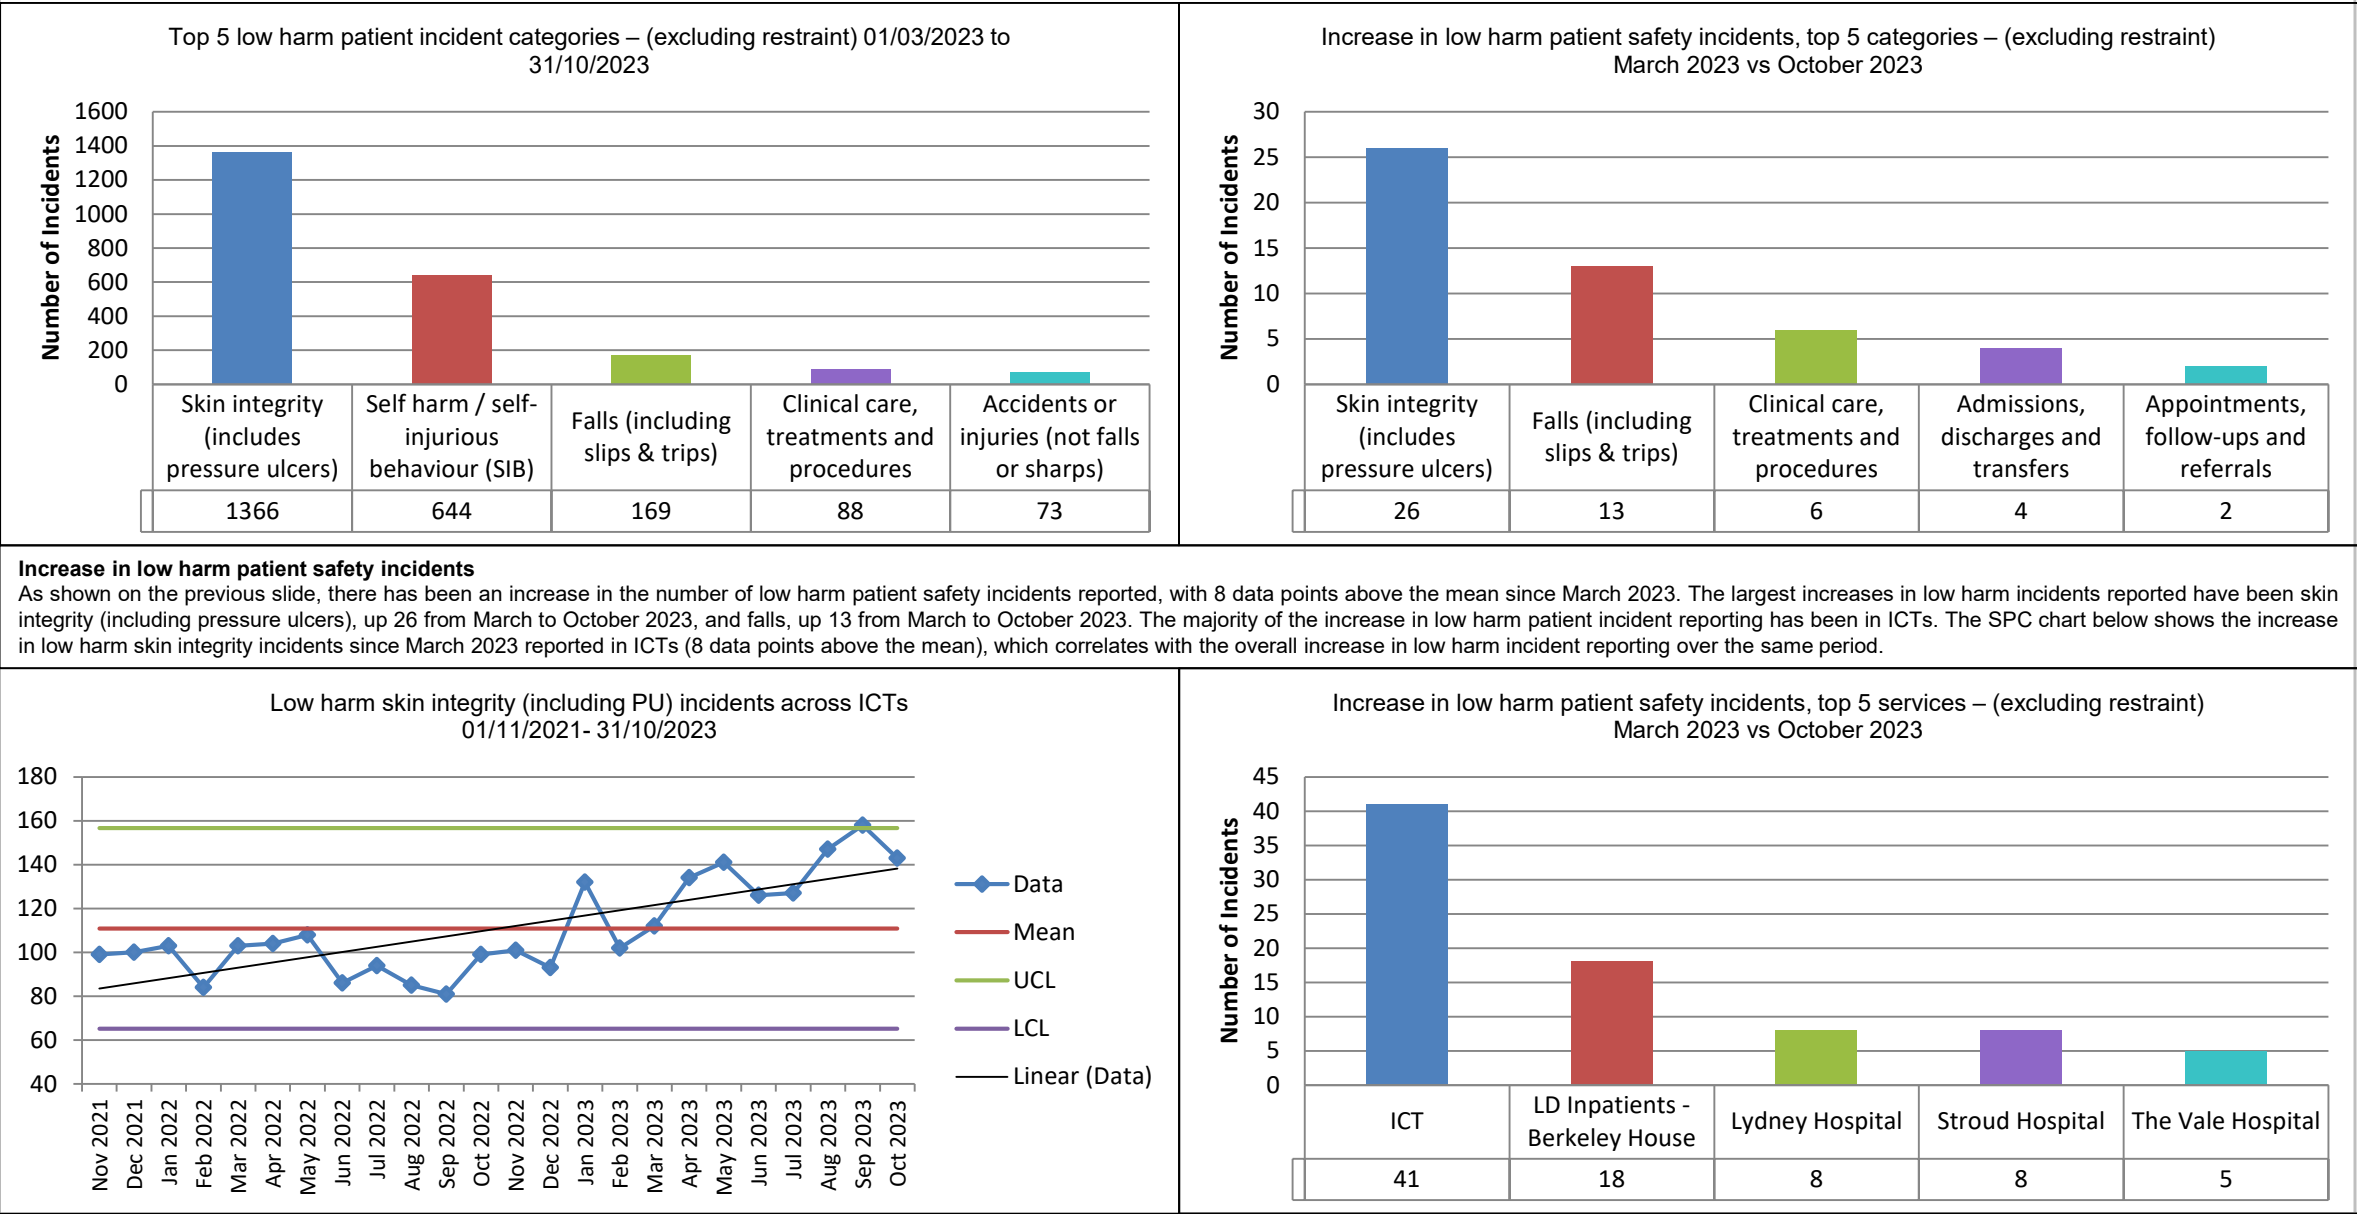 Top 5 low harm patient incident categories – (excluding restraint) 01/03/2023 to
31/10/2023
Number of Incidents
1600
1400
1200
1000
800
600
400
200
0
Skin integrity
(includes
pressure ulcers)
Self harm / self-
injurious
behaviour (SIB)
Falls (including
slips & trips)
Clinical care,
treatments and
procedures
Accidents or
injuries (not falls
or sharps)
1366
644
169
88
73
Increase in low harm patient safety incidents, top 5 categories – (excluding restraint)
March 2023 vs October 2023
Number of Incidents
30
25
20
15
10
5
0
Skin integrity
(includes
pressure ulcers)
Falls (including
slips & trips)
Clinical care,
treatments and
procedures
Admissions,
discharges and
transfers
Appointments,
follow-ups and
referrals
26
13
6
4
2
Increase in low harm patient safety incidents
As shown on the previous slide, there has been an increase in the number of low harm patient safety incidents reported, with 8 data points above the mean since March 2023. The largest increases in low harm incidents reported have been skin
integrity (including pressure ulcers), up 26 from March to October 2023, and falls, up 13 from March to October 2023. The majority of the increase in low harm patient incident reporting has been in ICTs. The SPC chart below shows the increase
in low harm skin integrity incidents since March 2023 reported in ICTs (8 data points above the mean), which correlates with the overall increase in low harm incident reporting over the same period.
Low harm skin integrity (including PU) incidents across ICTs
01/11/2021- 31/10/2023
180
160
140
120
100
80
60
40
Nov 2021
Dec 2021
Jan 2022
Feb 2022
Mar 2022
Apr 2022
May 2022
Jun 2022
Jul 2022
Aug 2022
Sep 2022
Oct 2022
Nov 2022
Dec 2022
Jan 2023
Feb 2023
Mar 2023
Apr 2023
May 2023
Jun 2023
Jul 2023
Aug 2023
Sep 2023
Oct 2023
Data
Mean
UCL
LCL
Linear (Data)
Increase in low harm patient safety incidents, top 5 services – (excluding restraint)
March 2023 vs October 2023
Number of Incidents
45
40
35
30
25
20
15
10
5
0
ICT
LD Inpatients -
Berkeley House
Lydney Hospital
Stroud Hospital
The Vale Hospital
41
18
8
8
5